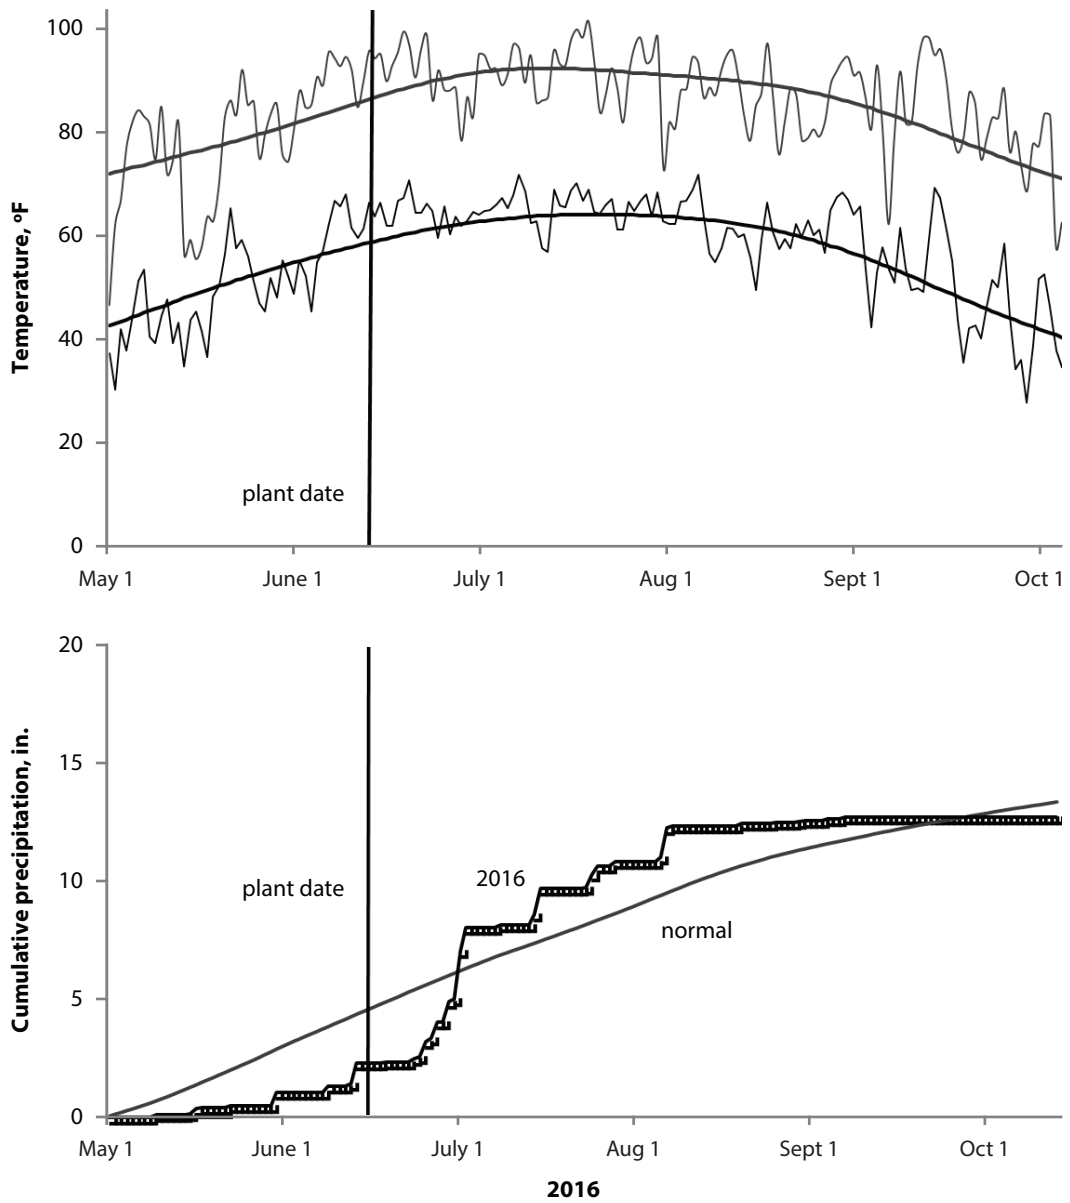 100
80
60
40
20
0
Temperature, ºF
plant date
May 1 June 1 July 1 Aug 1 Sept 1 Oct 1
20
15
10
5
0
Cumulative precipitation, in.
2016
plant date
normal
May 1 June 1 July 1 Aug 1 Sept 1 Oct 1
2016